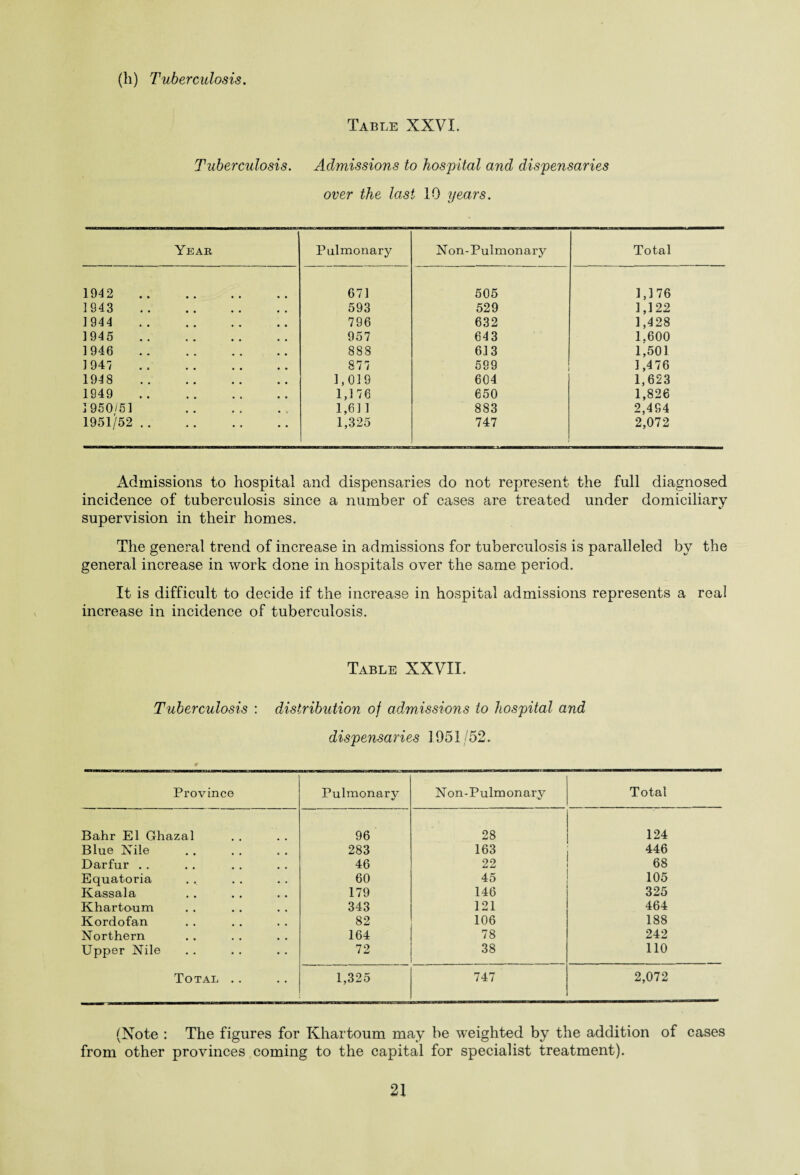 (h) Tuberculosis.
Table XXVI.
Tuberculosis. Admissions to hospital and dispensaries
over the last 10 years.
Year Pulmonary Non-Pulmonary Total
1942 .. .. .. .. 671 505 1,176
1943 .. .. .. .. 593 529 1,122
1944 .. .. .. .. 796 632 1,428
1945 .. .. .. .. 957 643 1,600
1946 .. .. .. .. 888 613 1,501
1947 .. .. .. .. 877 599 1,476
1948 .. .. .. .. 1,019 604 1,623
1949 .. .. .. .. 1,176 650 1,826
1950/51 .. .. .. 1,611 883 2,494
1951/52 .. .. .. .. 1,325 747 2,072
Admissions to hospital and dispensaries do not represent the full diagnosed
incidence of tuberculosis since a number of cases are treated under domiciliary
supervision in their homes.
The general trend of increase in admissions for tuberculosis is paralleled by the
general increase in work done in hospitals over the same period.
It is difficult to decide if the increase in hospital admissions represents a real
increase in incidence of tuberculosis.
Table XXVII.
Tuberculosis : distribution of admissions to hospital and
dispensaries 1951/52.
Province Pulmonary Non-Pulmonary Total
Bahr El Ghazal .. .. 96 28 124
Blue Nile .. .. .. 283 163 446
Darfur .. .. .. .. 46 22 68
Equatoria .. .. .. 60 45 105
Kassala .. .. .. 179 146 325
Khartoum .. .. .. 343 121 464
Kordofan .. .. .. 82 106 188
Northern .. .. .. 164 78 242
Upper Nile .. .. .. 72 38 110
Total .. .. 1,325 747 2,072
(Note : The figures for Khartoum may be weighted by the addition of cases
from other provinces coming to the capital for specialist treatment).
21